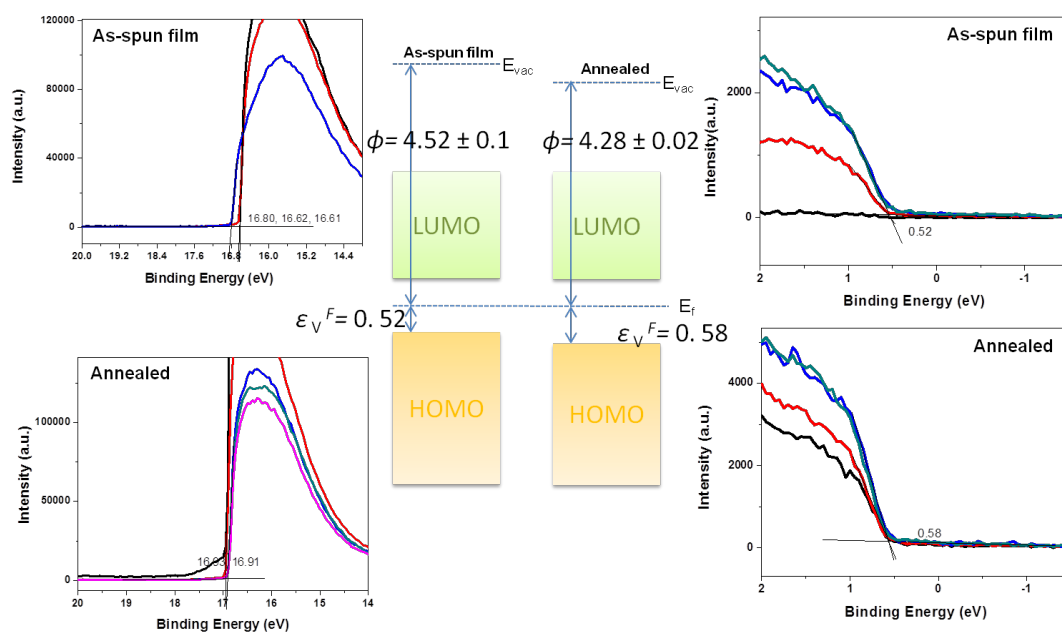 As-spun film
Intensity (a.u.)
120000
80000
40000
0
16.80, 16.62, 16.61
20.0 19.2 18.4 17.6 16.8 16.0 15.2 14.4
Binding Energy (eV)
As-spun film
Evac
Annealed
Evac
ϕ= 4.52 ± 0.1
ϕ= 4.28 ± 0.02
LUMO
LUMO
Ef
εVF= 0.52
εVF= 0.58
HOMO
HOMO
As-spun film
Intensity(a.u.)
2000
0
0.52
2 1 0 -1
Binding Energy (eV)
Annealed
Intensity (a.u.)
100000
50000
0
16.93, 16.91
20 19 18 17 16 15 14
Binding Energy (eV)
Annealed
Intensity (a.u.)
4000
2000
0
0.58
2 1 0 -1
Binding Energy (eV)